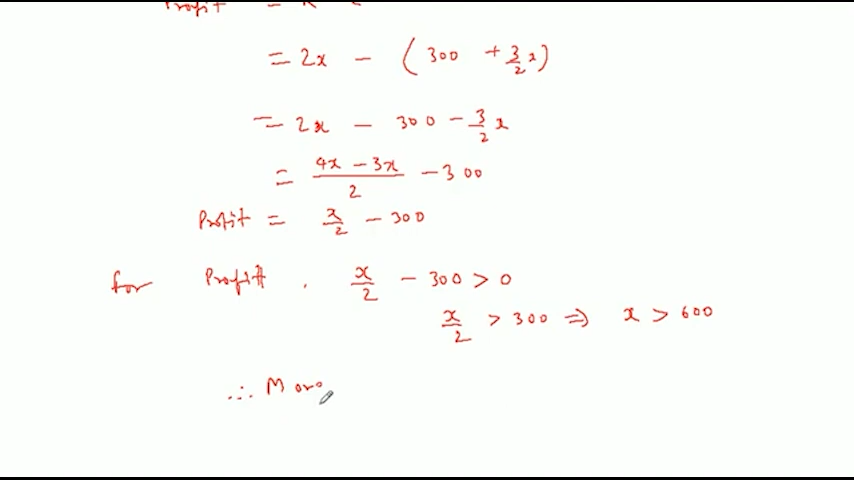 Profit =
= 2x - (300 + 3/2 x)
= 2x - 300 - 3/2 x
= (4x - 3x)/2 - 300
Profit = x/2 - 300
for Profit, x/2 - 300 > 0
x/2 > 300 ⇒ x > 600
∴ More